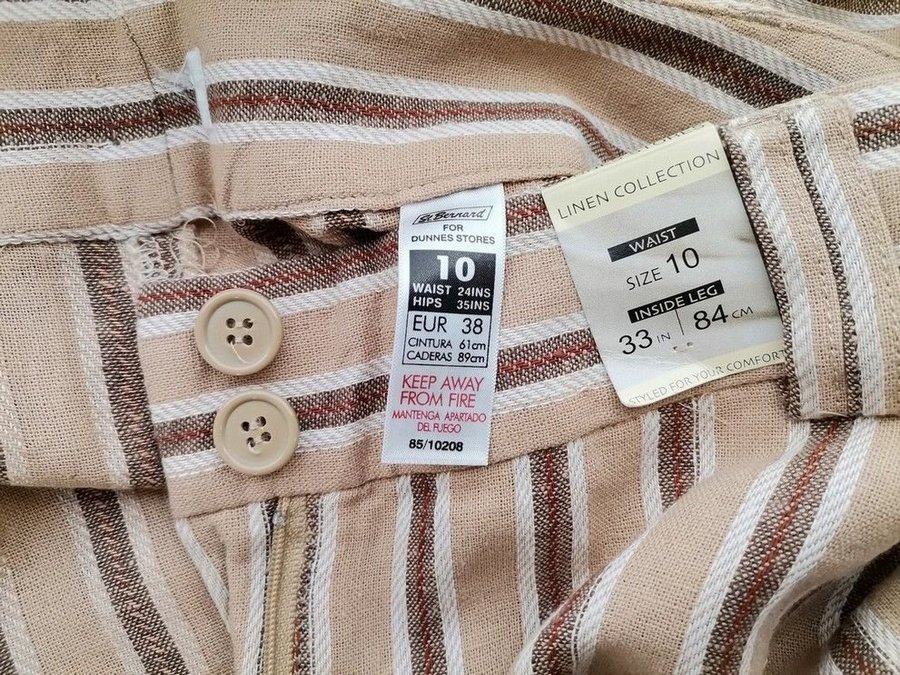 St Bernard
FOR
DUNNES STORES
10
WAIST 24INS
HIPS 35INS
EUR 38
CINTURA 61cm
CADERAS 89cm
KEEP AWAY
FROM FIRE
MANTENGA APARTADO
DEL FUEGO
85/10208
LINEN COLLECTION
WAIST
SIZE 10
INSIDE LEG
33 IN 84 CM
STYLED FOR YOUR COMFORT